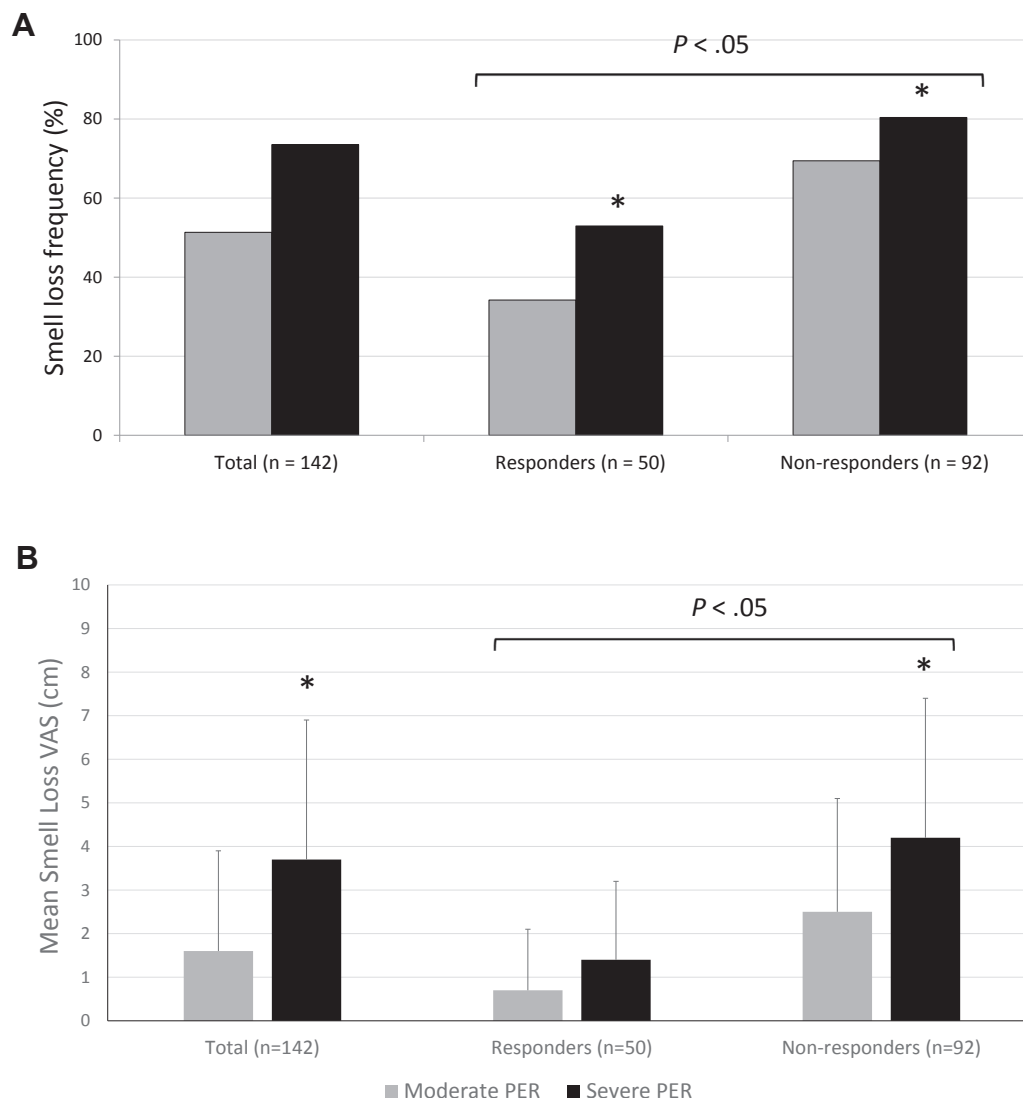 A
Smell loss frequency (%)
100
80
60
40
20
0
P < .05
*
*
Total (n = 142)
Responders (n = 50)
Non-responders (n = 92)
B
Mean Smell Loss VAS (cm)
10
9
8
7
6
5
4
3
2
1
0
P < .05
*
*
Total (n=142)
Responders (n=50)
Non-responders (n=92)
Moderate PER
Severe PER